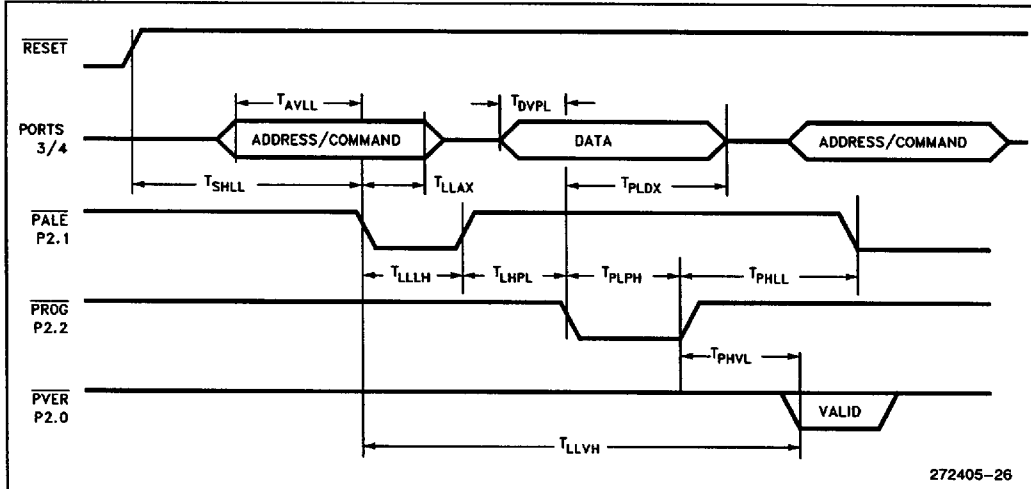 RESET
T_AVLL
T_DVPL
PORTS
3/4
ADDRESS/COMMAND
DATA
ADDRESS/COMMAND
T_SHLL
T_LLAX
T_PLDX
PALE
P2.1
T_LLLH
T_LHPL
T_PLPH
T_PHLL
PROG
P2.2
T_PHVL
PVER
P2.0
VALID
T_LLVH
272405-26